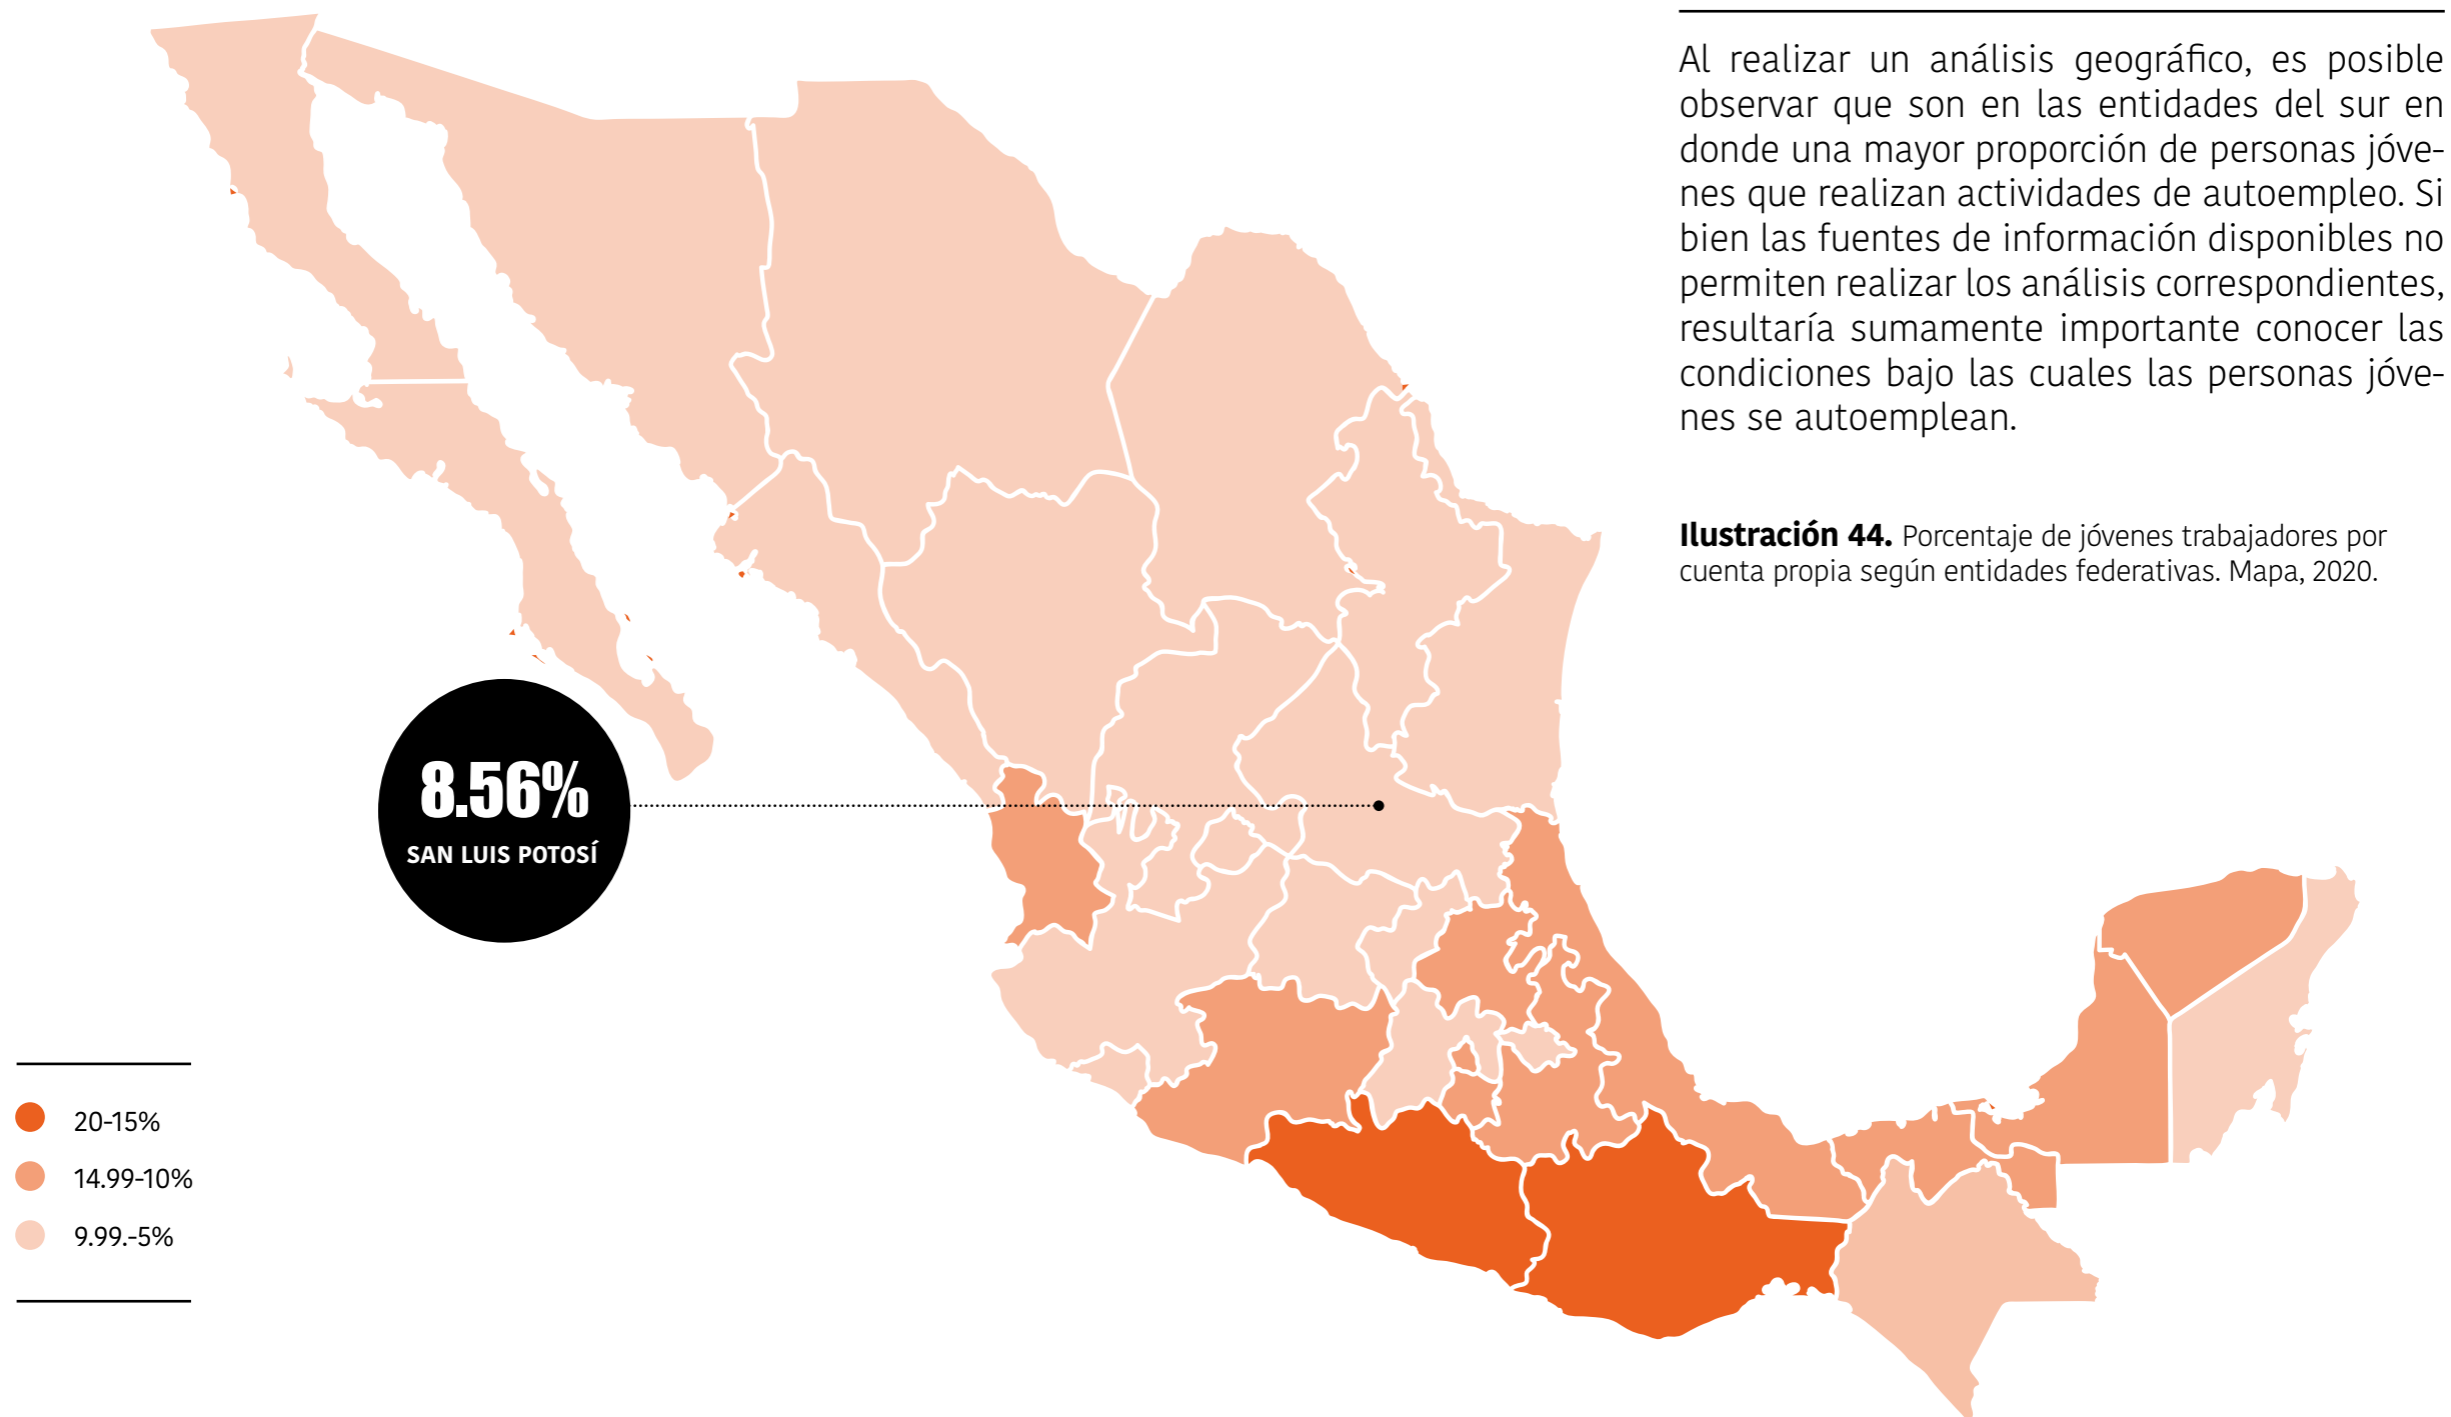 Al realizar un análisis geográfico, es posible
observar que son en las entidades del sur en
donde una mayor proporción de personas jóve-
nes que realizan actividades de autoempleo. Si
bien las fuentes de información disponibles no
permiten realizar los análisis correspondientes,
resultaría sumamente importante conocer las
condiciones bajo las cuales las personas jóve-
nes se autoemplean.
Ilustración 44. Porcentaje de jóvenes trabajadores por
cuenta propia según entidades federativas. Mapa, 2020.
8.56%
SAN LUIS POTOSÍ
20-15%
14.99-10%
9.99.-5%